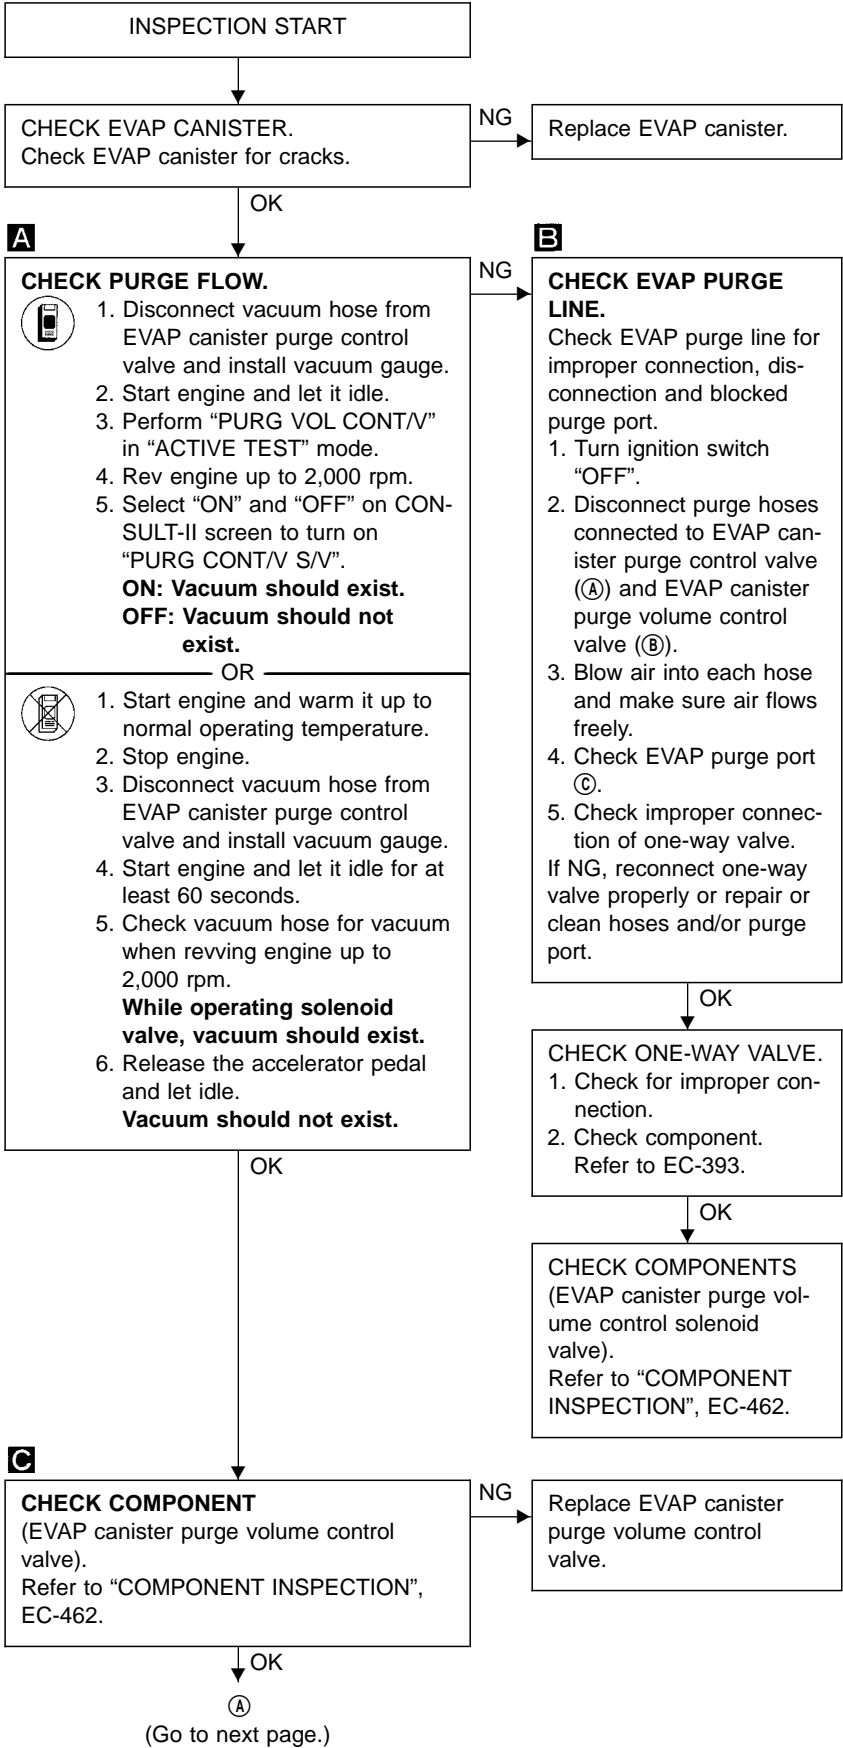 INSPECTION START
CHECK EVAP CANISTER.
Check EVAP canister for cracks.
NG
Replace EVAP canister.
OK
A
CHECK PURGE FLOW.
1. Disconnect vacuum hose from
EVAP canister purge control
valve and install vacuum gauge.
2. Start engine and let it idle.
3. Perform “PURG VOL CONT/V”
in “ACTIVE TEST” mode.
4. Rev engine up to 2,000 rpm.
5. Select “ON” and “OFF” on CON-
SULT-II screen to turn on
“PURG CONT/V S/V”.
ON: Vacuum should exist.
OFF: Vacuum should not
exist.
OR
1. Start engine and warm it up to
normal operating temperature.
2. Stop engine.
3. Disconnect vacuum hose from
EVAP canister purge control
valve and install vacuum gauge.
4. Start engine and let it idle for at
least 60 seconds.
5. Check vacuum hose for vacuum
when revving engine up to
2,000 rpm.
While operating solenoid
valve, vacuum should exist.
6. Release the accelerator pedal
and let idle.
Vacuum should not exist.
NG
B
CHECK EVAP PURGE
LINE.
Check EVAP purge line for
improper connection, dis-
connection and blocked
purge port.
1. Turn ignition switch
“OFF”.
2. Disconnect purge hoses
connected to EVAP can-
ister purge control valve
(Ⓐ) and EVAP canister
purge volume control
valve (Ⓑ).
3. Blow air into each hose
and make sure air flows
freely.
4. Check EVAP purge port
Ⓒ.
5. Check improper connec-
tion of one-way valve.
If NG, reconnect one-way
valve properly or repair or
clean hoses and/or purge
port.
OK
CHECK ONE-WAY VALVE.
1. Check for improper con-
nection.
2. Check component.
Refer to EC-393.
OK
CHECK COMPONENTS
(EVAP canister purge vol-
ume control solenoid
valve).
Refer to “COMPONENT
INSPECTION”, EC-462.
OK
C
CHECK COMPONENT
(EVAP canister purge volume control
valve).
Refer to “COMPONENT INSPECTION”,
EC-462.
NG
Replace EVAP canister
purge volume control
valve.
OK
Ⓐ
(Go to next page.)